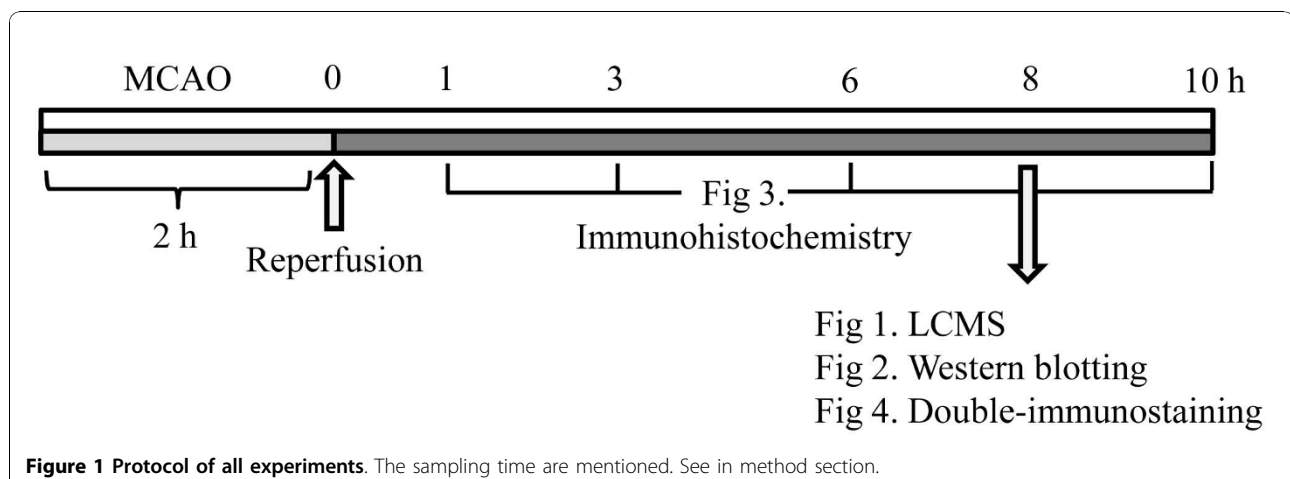 MCAO 0 1 3 6 8 10 h
2 h
Reperfusion
Fig 3.
Immunohistochemistry
Fig 1. LCMS
Fig 2. Western blotting
Fig 4. Double-immunostaining
Figure 1 Protocol of all experiments. The sampling time are mentioned. See in method section.